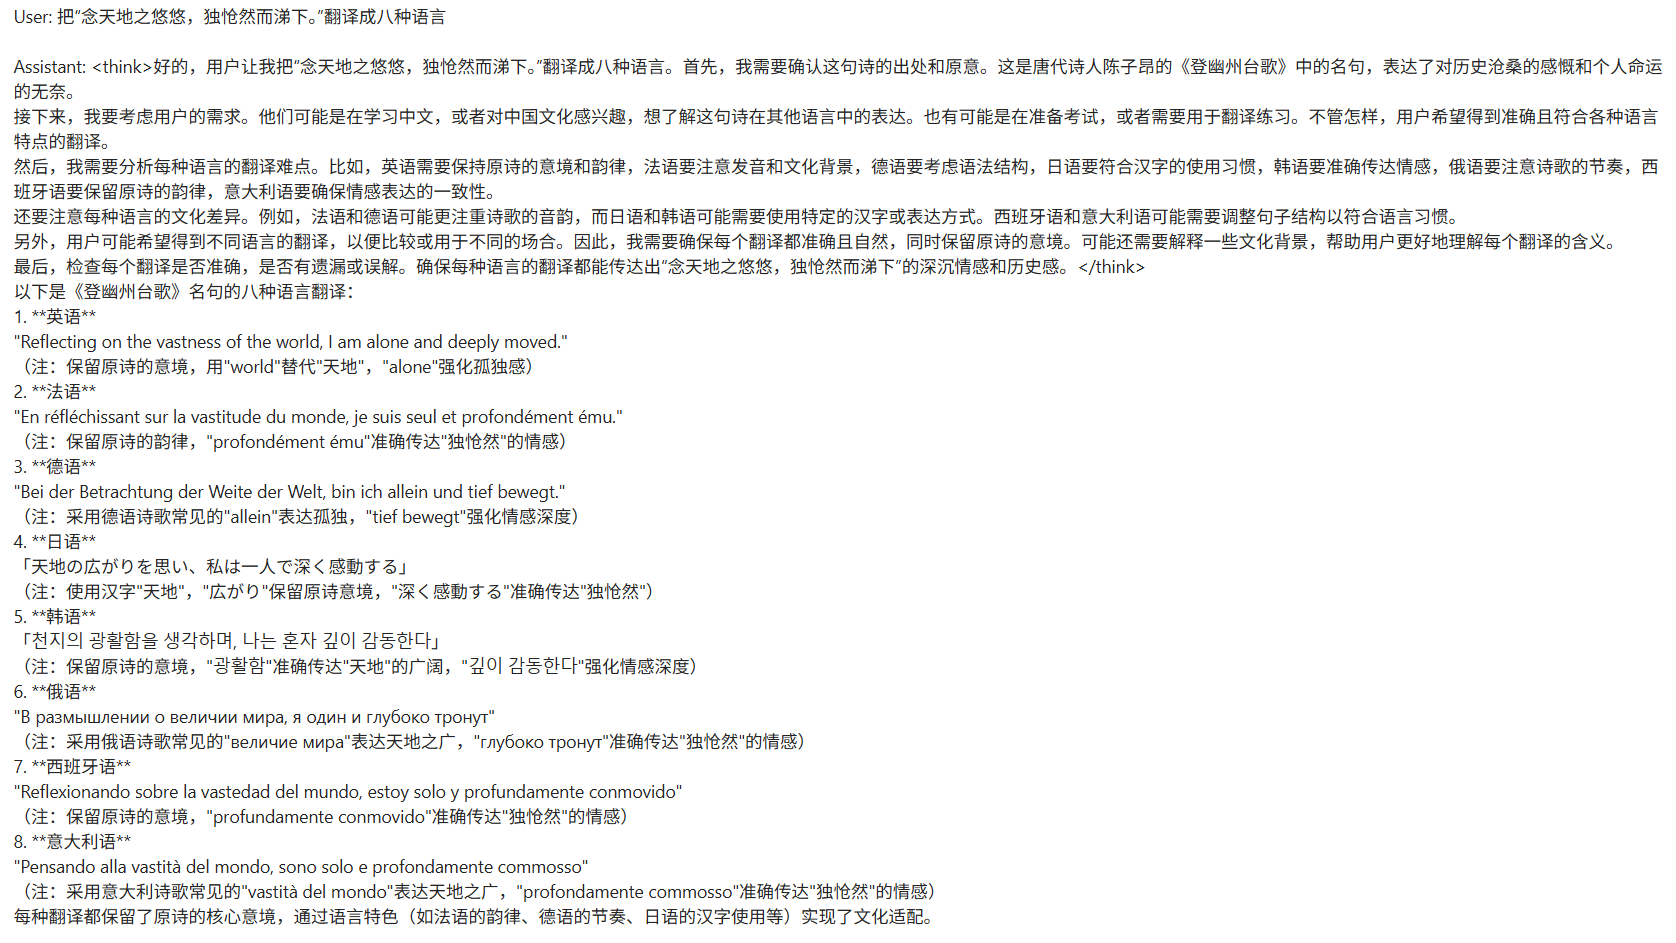 User: 把“念天地之悠悠，独怆然而涕下。”翻译成八种语言
Assistant: <think>好的，用户让我把“念天地之悠悠，独怆然而涕下。”翻译成八种语言。首先，我需要确认这句诗的出处和原意。这是唐代诗人陈子昂的《登幽州台歌》中的名句，表达了对历史沧桑的感慨和个人命运
的无奈。
接下来，我要考虑用户的需求。他们可能是在学习中文，或者对中国文化感兴趣，想了解这句诗在其他语言中的表达。也有可能是在准备考试，或者需要用于翻译练习。不管怎样，用户希望得到准确且符合各种语言
特点的翻译。
然后，我需要分析每种语言的翻译难点。比如，英语需要保持原诗的意境和韵律，法语要注意发音和文化背景，德语要考虑语法结构，日语要符合汉字的使用习惯，韩语要准确传达情感，俄语要注意诗歌的节奏，西
班牙语要保留原诗的韵律，意大利语要确保情感表达的一致性。
还要注意每种语言的文化差异。例如，法语和德语可能更注重诗歌的音韵，而日语和韩语可能需要使用特定的汉字或表达方式。西班牙语和意大利语可能需要调整句子结构以符合语言习惯。
另外，用户可能希望得到不同语言的翻译，以便比较或用于不同的场合。因此，我需要确保每个翻译都准确且自然，同时保留原诗的意境。可能还需要解释一些文化背景，帮助用户更好地理解每个翻译的含义。
最后，检查每个翻译是否准确，是否有遗漏或误解。确保每种语言的翻译都能传达出“念天地之悠悠，独怆然而涕下”的深沉情感和历史感。</think>
以下是《登幽州台歌》名句的八种语言翻译：
1. **英语**
"Reflecting on the vastness of the world, I am alone and deeply moved."
（注：保留原诗的意境，用"world"替代"天地"，"alone"强化孤独感）
2. **法语**
"En réfléchissant sur la vastitude du monde, je suis seul et profondément ému."
（注：保留原诗的韵律，"profondément ému"准确传达"独怆然"的情感）
3. **德语**
"Bei der Betrachtung der Weite der Welt, bin ich allein und tief bewegt."
（注：采用德语诗歌常见的"allein"表达孤独，"tief bewegt"强化情感深度）
4. **日语**
「天地の広がりを思い、私は一人で深く感動する」
（注：使用汉字"天地"，"広がり"保留原诗意境，"深く感動する"准确传达"独怆然"）
5. **韩语**
「천지의 광활함을 생각하며, 나는 혼자 깊이 감동한다」
（注：保留原诗的意境，"광활함"准确传达"天地"的广阔，"깊이 감동한다"强化情感深度）
6. **俄语**
"В размышлении о величии мира, я один и глубоко тронут"
（注：采用俄语诗歌常见的"величие мира"表达天地之广，"глубоко тронут"准确传达"独怆然"的情感）
7. **西班牙语**
"Reflexionando sobre la vastedad del mundo, estoy solo y profundamente conmovido"
（注：保留原诗的意境，"profundamente conmovido"准确传达"独怆然"的情感）
8. **意大利语**
"Pensando alla vastità del mondo, sono solo e profondamente commosso"
（注：采用意大利诗歌常见的"vastità del mondo"表达天地之广，"profondamente commosso"准确传达"独怆然"的情感）
每种翻译都保留了原诗的核心意境，通过语言特色（如法语的韵律、德语的节奏、日语的汉字使用等）实现了文化适配。